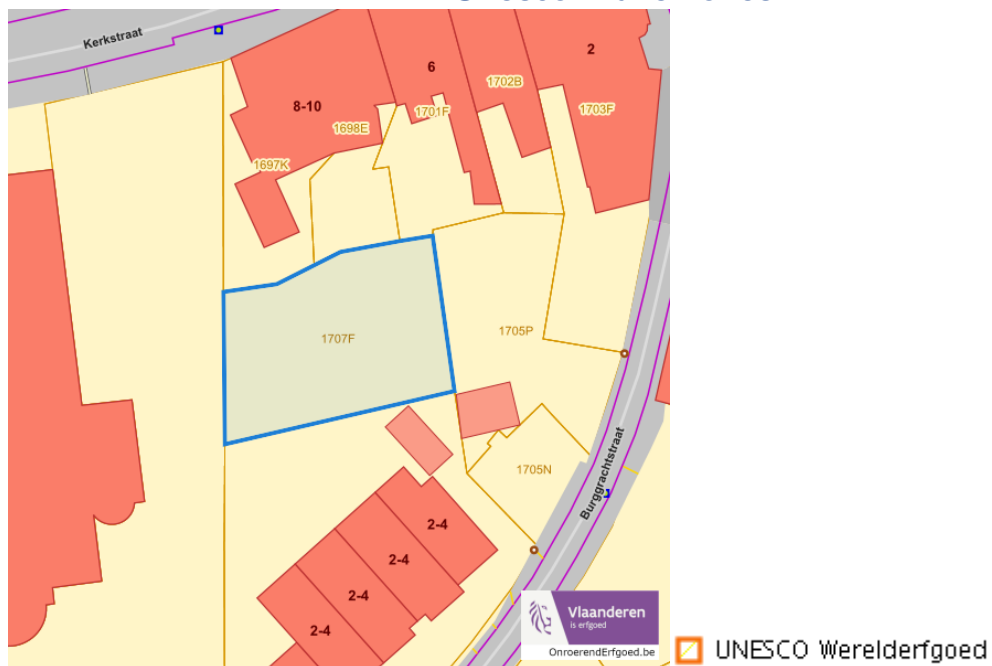 Kerkstraat
2
6
1702B
8-10
1701F
1703F
1698E
1697K
1707F
1705P
1705N
Burggrachtstraat
2-4
2-4
2-4
2-4
Vlaanderen
is erfgoed
OnroerendErfgoed.be
UNESCO Werelderfgoed